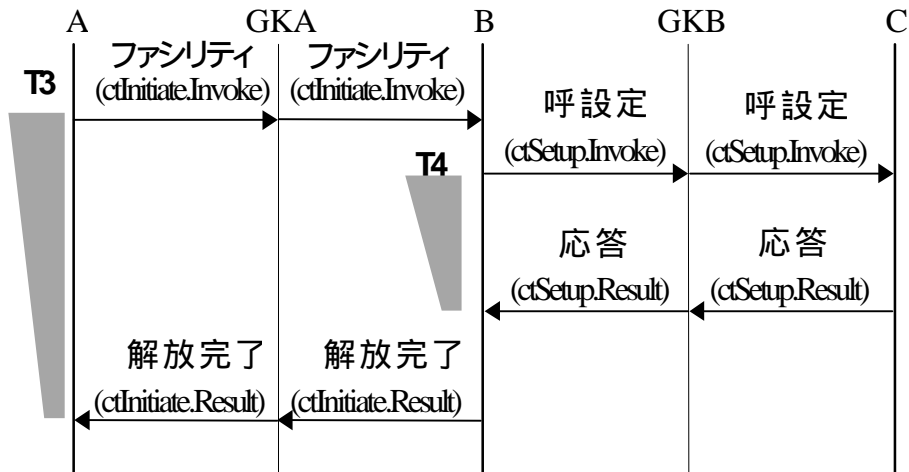 A GKA B GKB C
ファシリティ ファシリティ
T3
(ctInitiate.Invoke) (ctInitiate.Invoke)
呼設定 呼設定
(ctSetup.Invoke) (ctSetup.Invoke)
T4
応答 応答
(ctSetup.Result) (ctSetup.Result)
解放完了 解放完了
(ctInitiate.Result) (ctInitiate.Result)